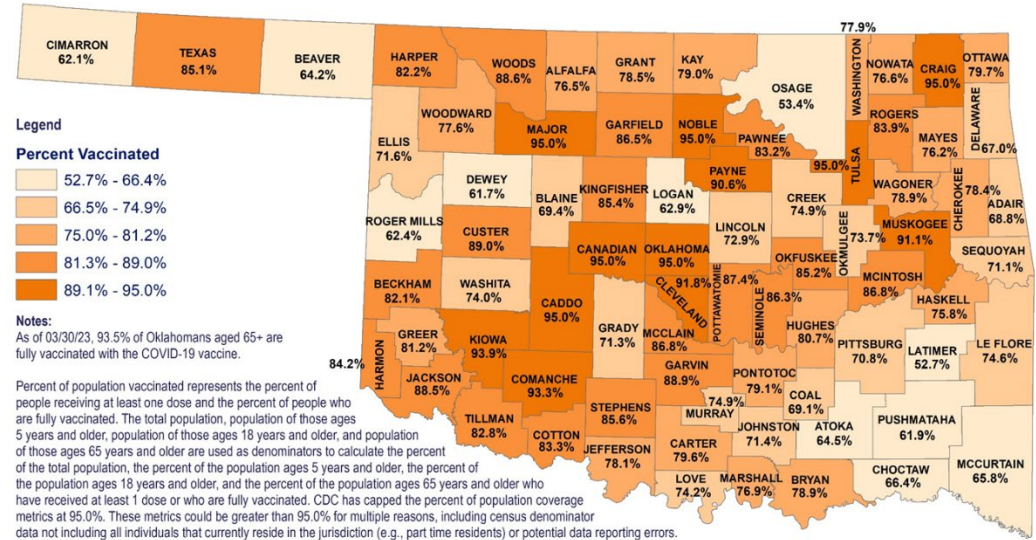 CIMARRON
62.1%
TEXAS
85.1%
BEAVER
64.2%
HARPER
82.2%
WOODS
88.6%
ALFALFA
76.5%
GRANT
78.5%
KAY
79.0%
OSAGE
53.4%
77.9%
WASHINGTON
NOWATA
76.6%
CRAIG
95.0%
OTTAWA
79.7%
DELAWARE
67.0%
WOODWARD
77.6%
MAJOR
95.0%
GARFIELD
86.5%
NOBLE
95.0%
PAWNEE
83.2%
ROGERS
83.9%
MAYES
76.2%
ELLIS
71.6%
DEWEY
61.7%
BLAINE
69.4%
KINGFISHER
85.4%
LOGAN
62.9%
PAYNE
90.6%
95.0%
TULSA
CREEK
74.9%
WAGONER
78.9%
CHEROKEE
78.4%
ADAIR
68.8%
ROGER MILLS
62.4%
CUSTER
89.0%
CANADIAN
95.0%
OKLAHOMA
95.0%
LINCOLN
72.9%
OKMULGEE
73.7%
MUSKOGEE
91.1%
SEQUOYAH
71.1%
OKFUSKEE
85.2%
MCINTOSH
86.8%
BECKHAM
82.1%
WASHITA
74.0%
CADDO
95.0%
GRADY
71.3%
91.8%
CLEVELAND
87.4%
POTTAWATOMIE
SEMINOLE
86.3%
HUGHES
80.7%
HASKELL
75.8%
MCCLAIN
86.8%
PITTSBURG
70.8%
LATIMER
52.7%
LE FLORE
74.6%
GREER
81.2%
KIOWA
93.9%
84.2%
HARMON
JACKSON
88.5%
COMANCHE
93.3%
GARVIN
88.9%
PONTOTOC
79.1%
COAL
69.1%
TILLMAN
82.8%
COTTON
83.3%
STEPHENS
85.6%
74.9%
MURRAY
JOHNSTON
71.4%
ATOKA
64.5%
PUSHMATAHA
61.9%
JEFFERSON
78.1%
CARTER
79.6%
LOVE
74.2%
MARSHALL
76.9%
BRYAN
78.9%
CHOCTAW
66.4%
MCCURTAIN
65.8%
Legend
Percent Vaccinated
52.7% - 66.4%
66.5% - 74.9%
75.0% - 81.2%
81.3% - 89.0%
89.1% - 95.0%
Notes:
As of 03/30/23, 93.5% of Oklahomans aged 65+ are
fully vaccinated with the COVID-19 vaccine.
Percent of population vaccinated represents the percent of
people receiving at least one dose and the percent of people who
are fully vaccinated. The total population, population of those ages
5 years and older, population of those ages 18 years and older, and population
of those ages 65 years and older are used as denominators to calculate the percent
of the total population, the percent of the population ages 5 years and older, the percent of
the population ages 18 years and older, and the percent of the population ages 65 years and older who
have received at least 1 dose or who are fully vaccinated. CDC has capped the percent of population coverage
metrics at 95.0%. These metrics could be greater than 95.0% for multiple reasons, including census denominator
data not including all individuals that currently reside in the jurisdiction (e.g., part time residents) or potential data reporting errors.